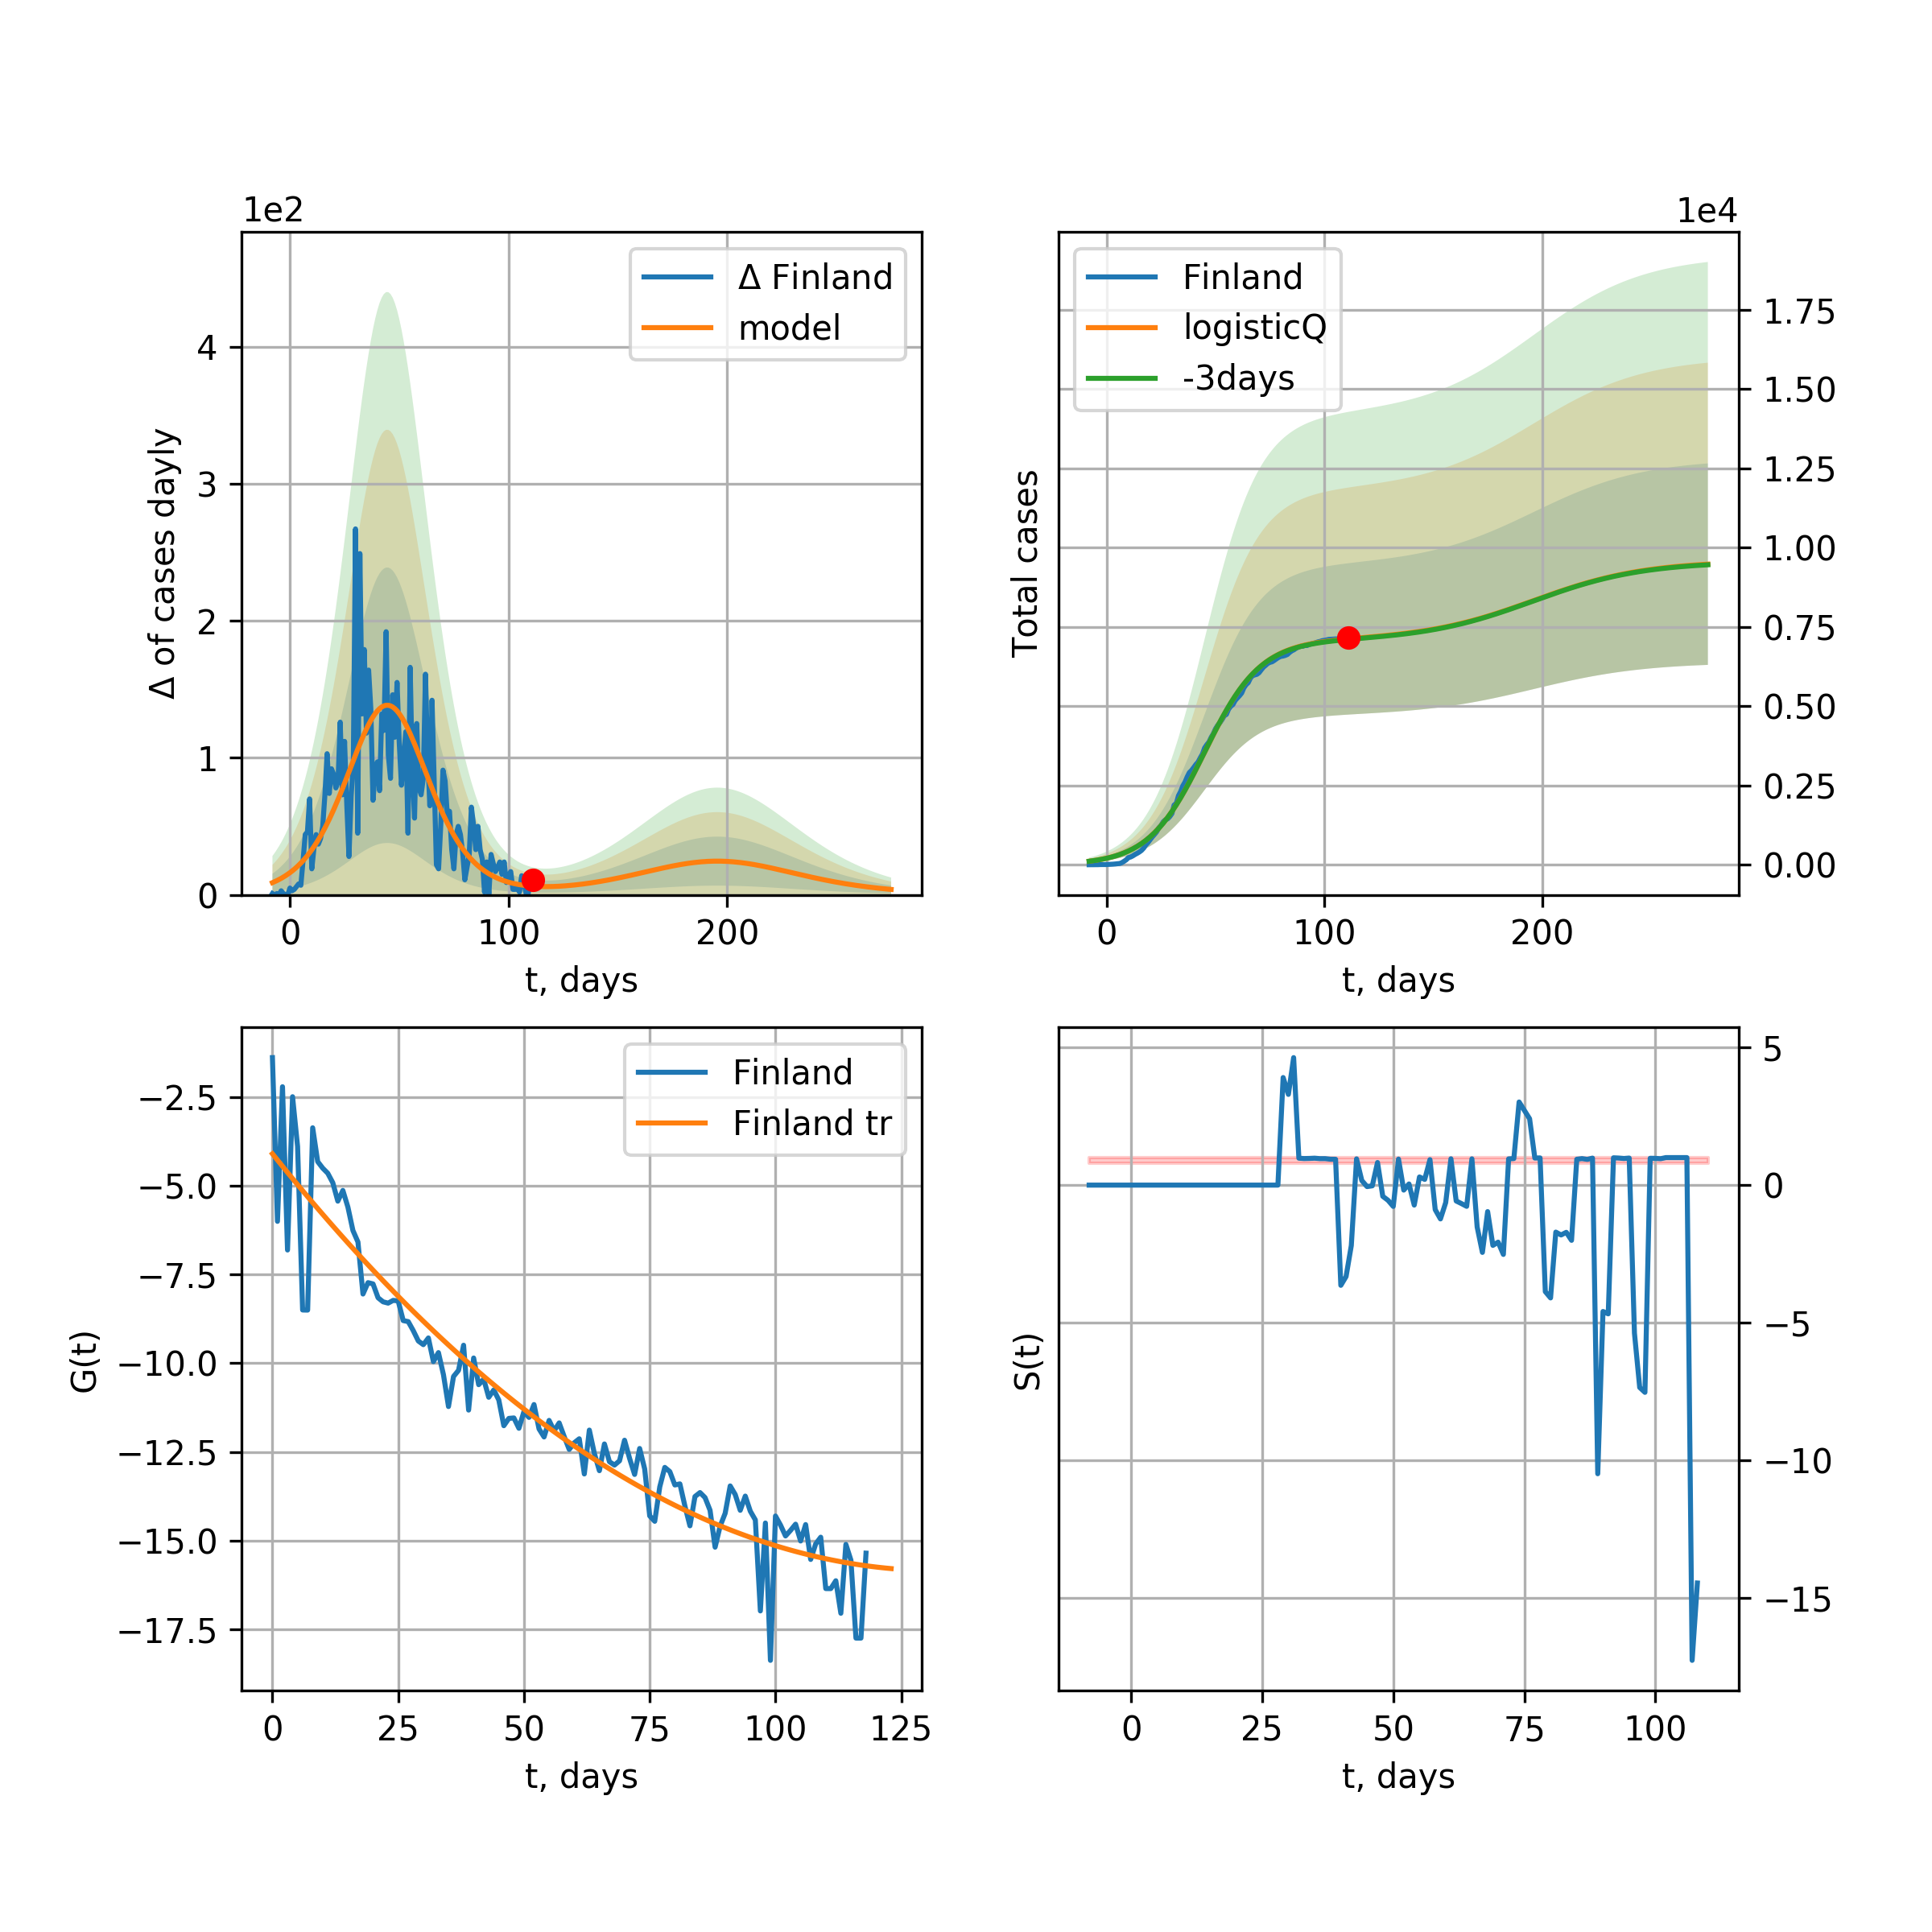 1e2
Δ Finland
model
4
3
2
1
0
Δ of cases dayly
0
100
200
t, days
1e4
Finland
logisticQ
-3days
1.75
1.50
1.25
1.00
0.75
0.50
0.25
0.00
Total cases
0
100
200
t, days
Finland
Finland tr
−2.5
−5.0
−7.5
−10.0
−12.5
−15.0
−17.5
G(t)
0
25
50
75
100
125
t, days
5
0
−5
−10
−15
S(t)
0
25
50
75
100
t, days